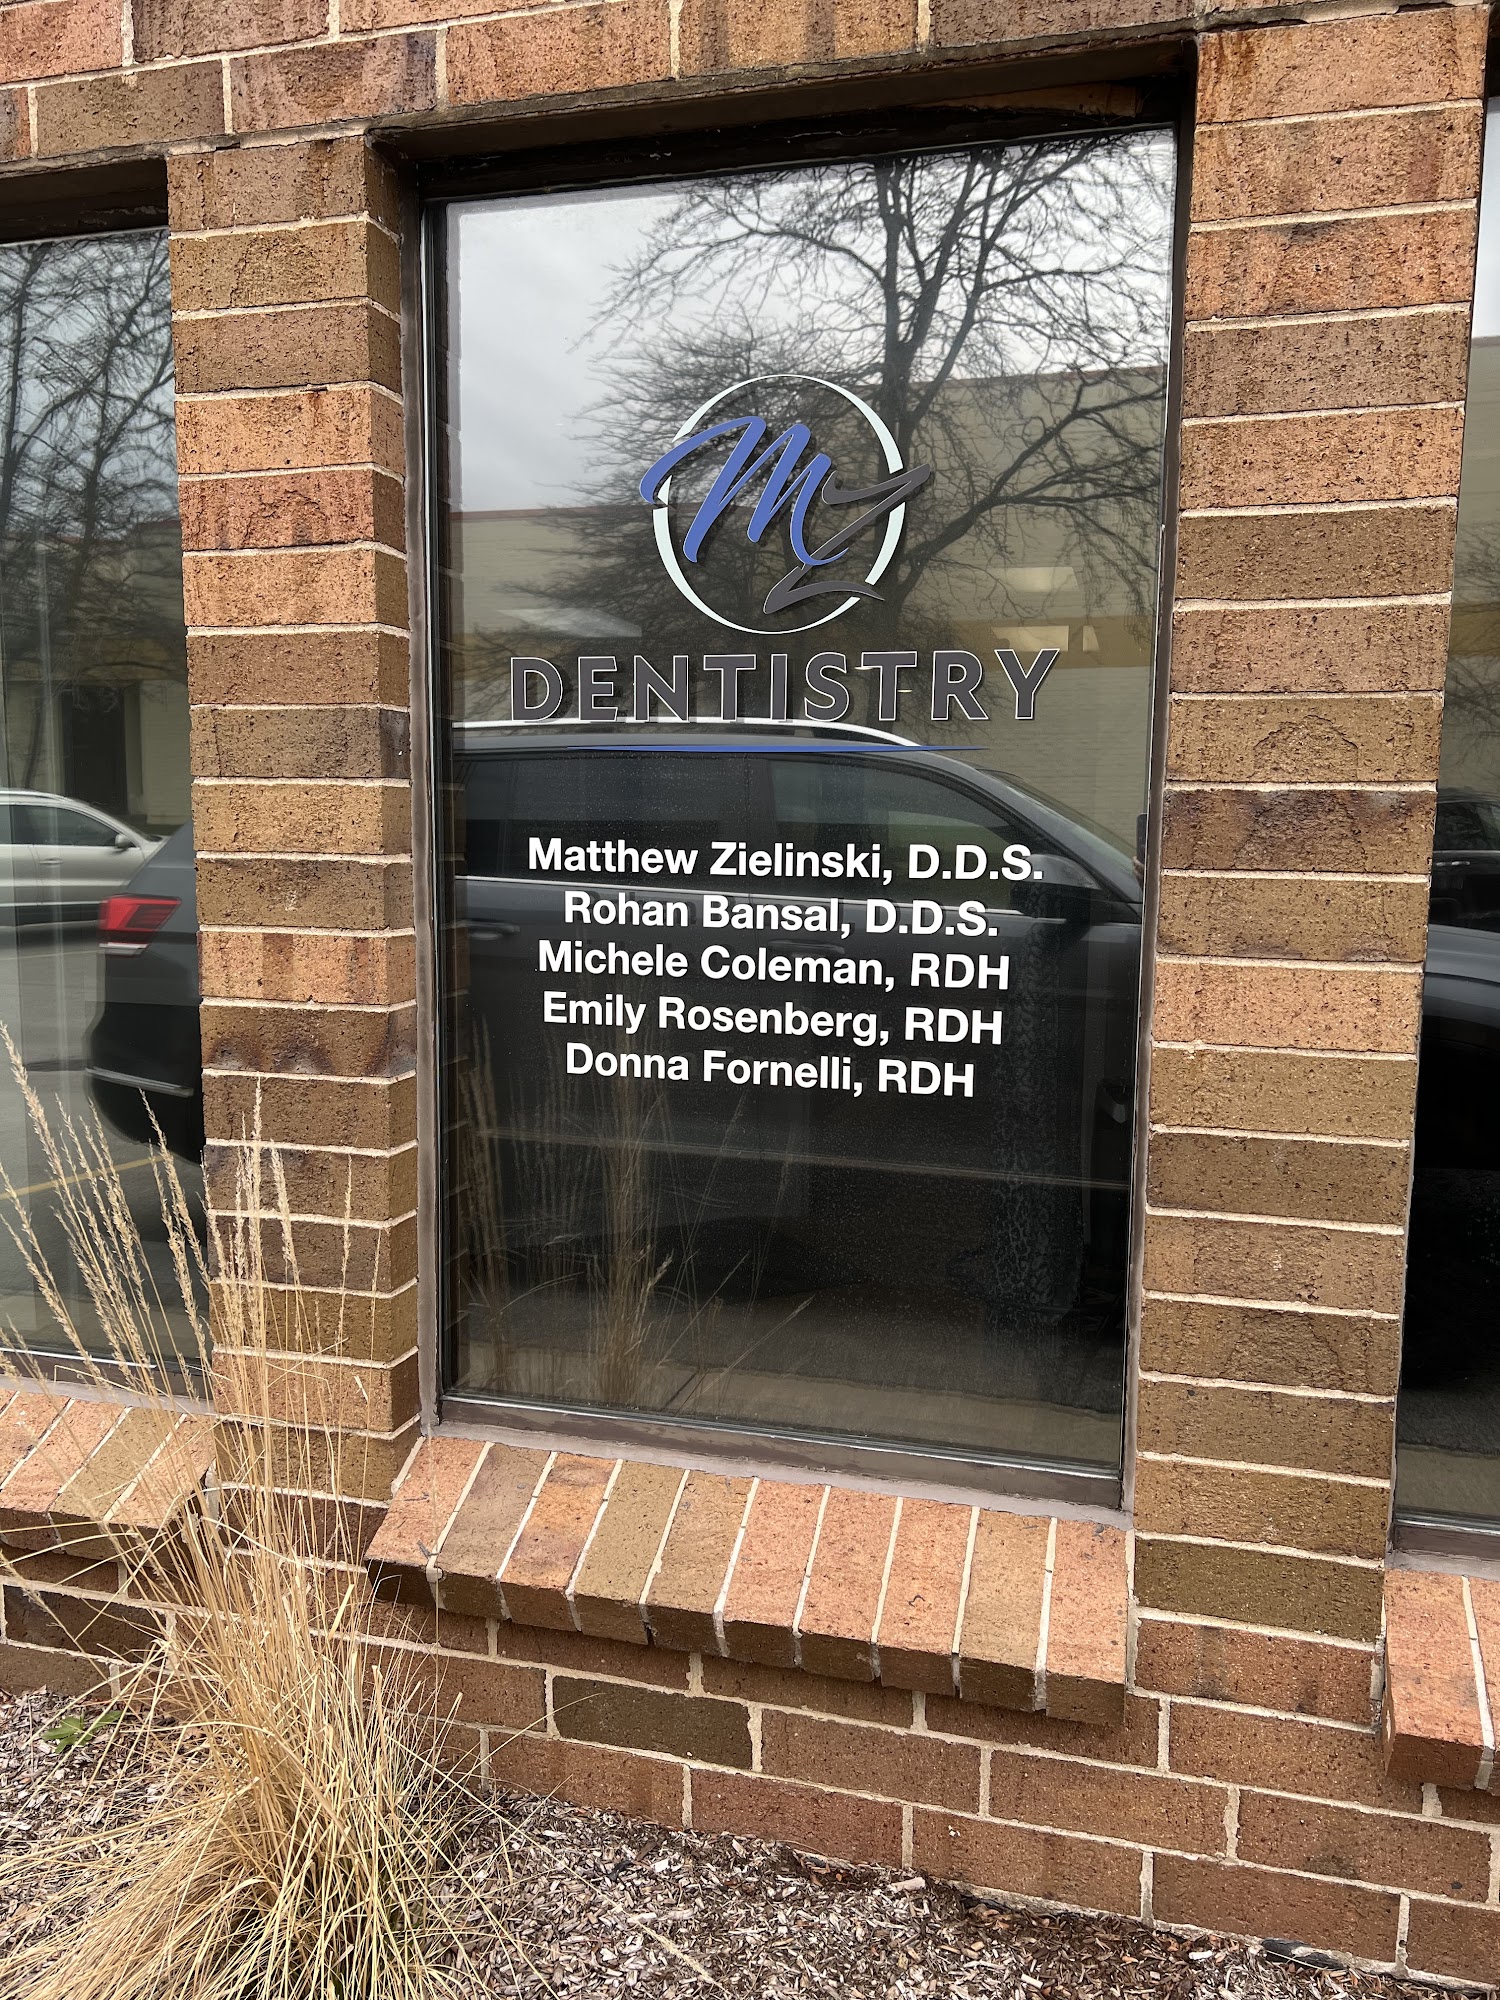 MZ
DENTISTRY
Matthew Zielinski, D.D.S.
Rohan Bansal, D.D.S.
Michele Coleman, RDH
Emily Rosenberg, RDH
Donna Fornelli, RDH